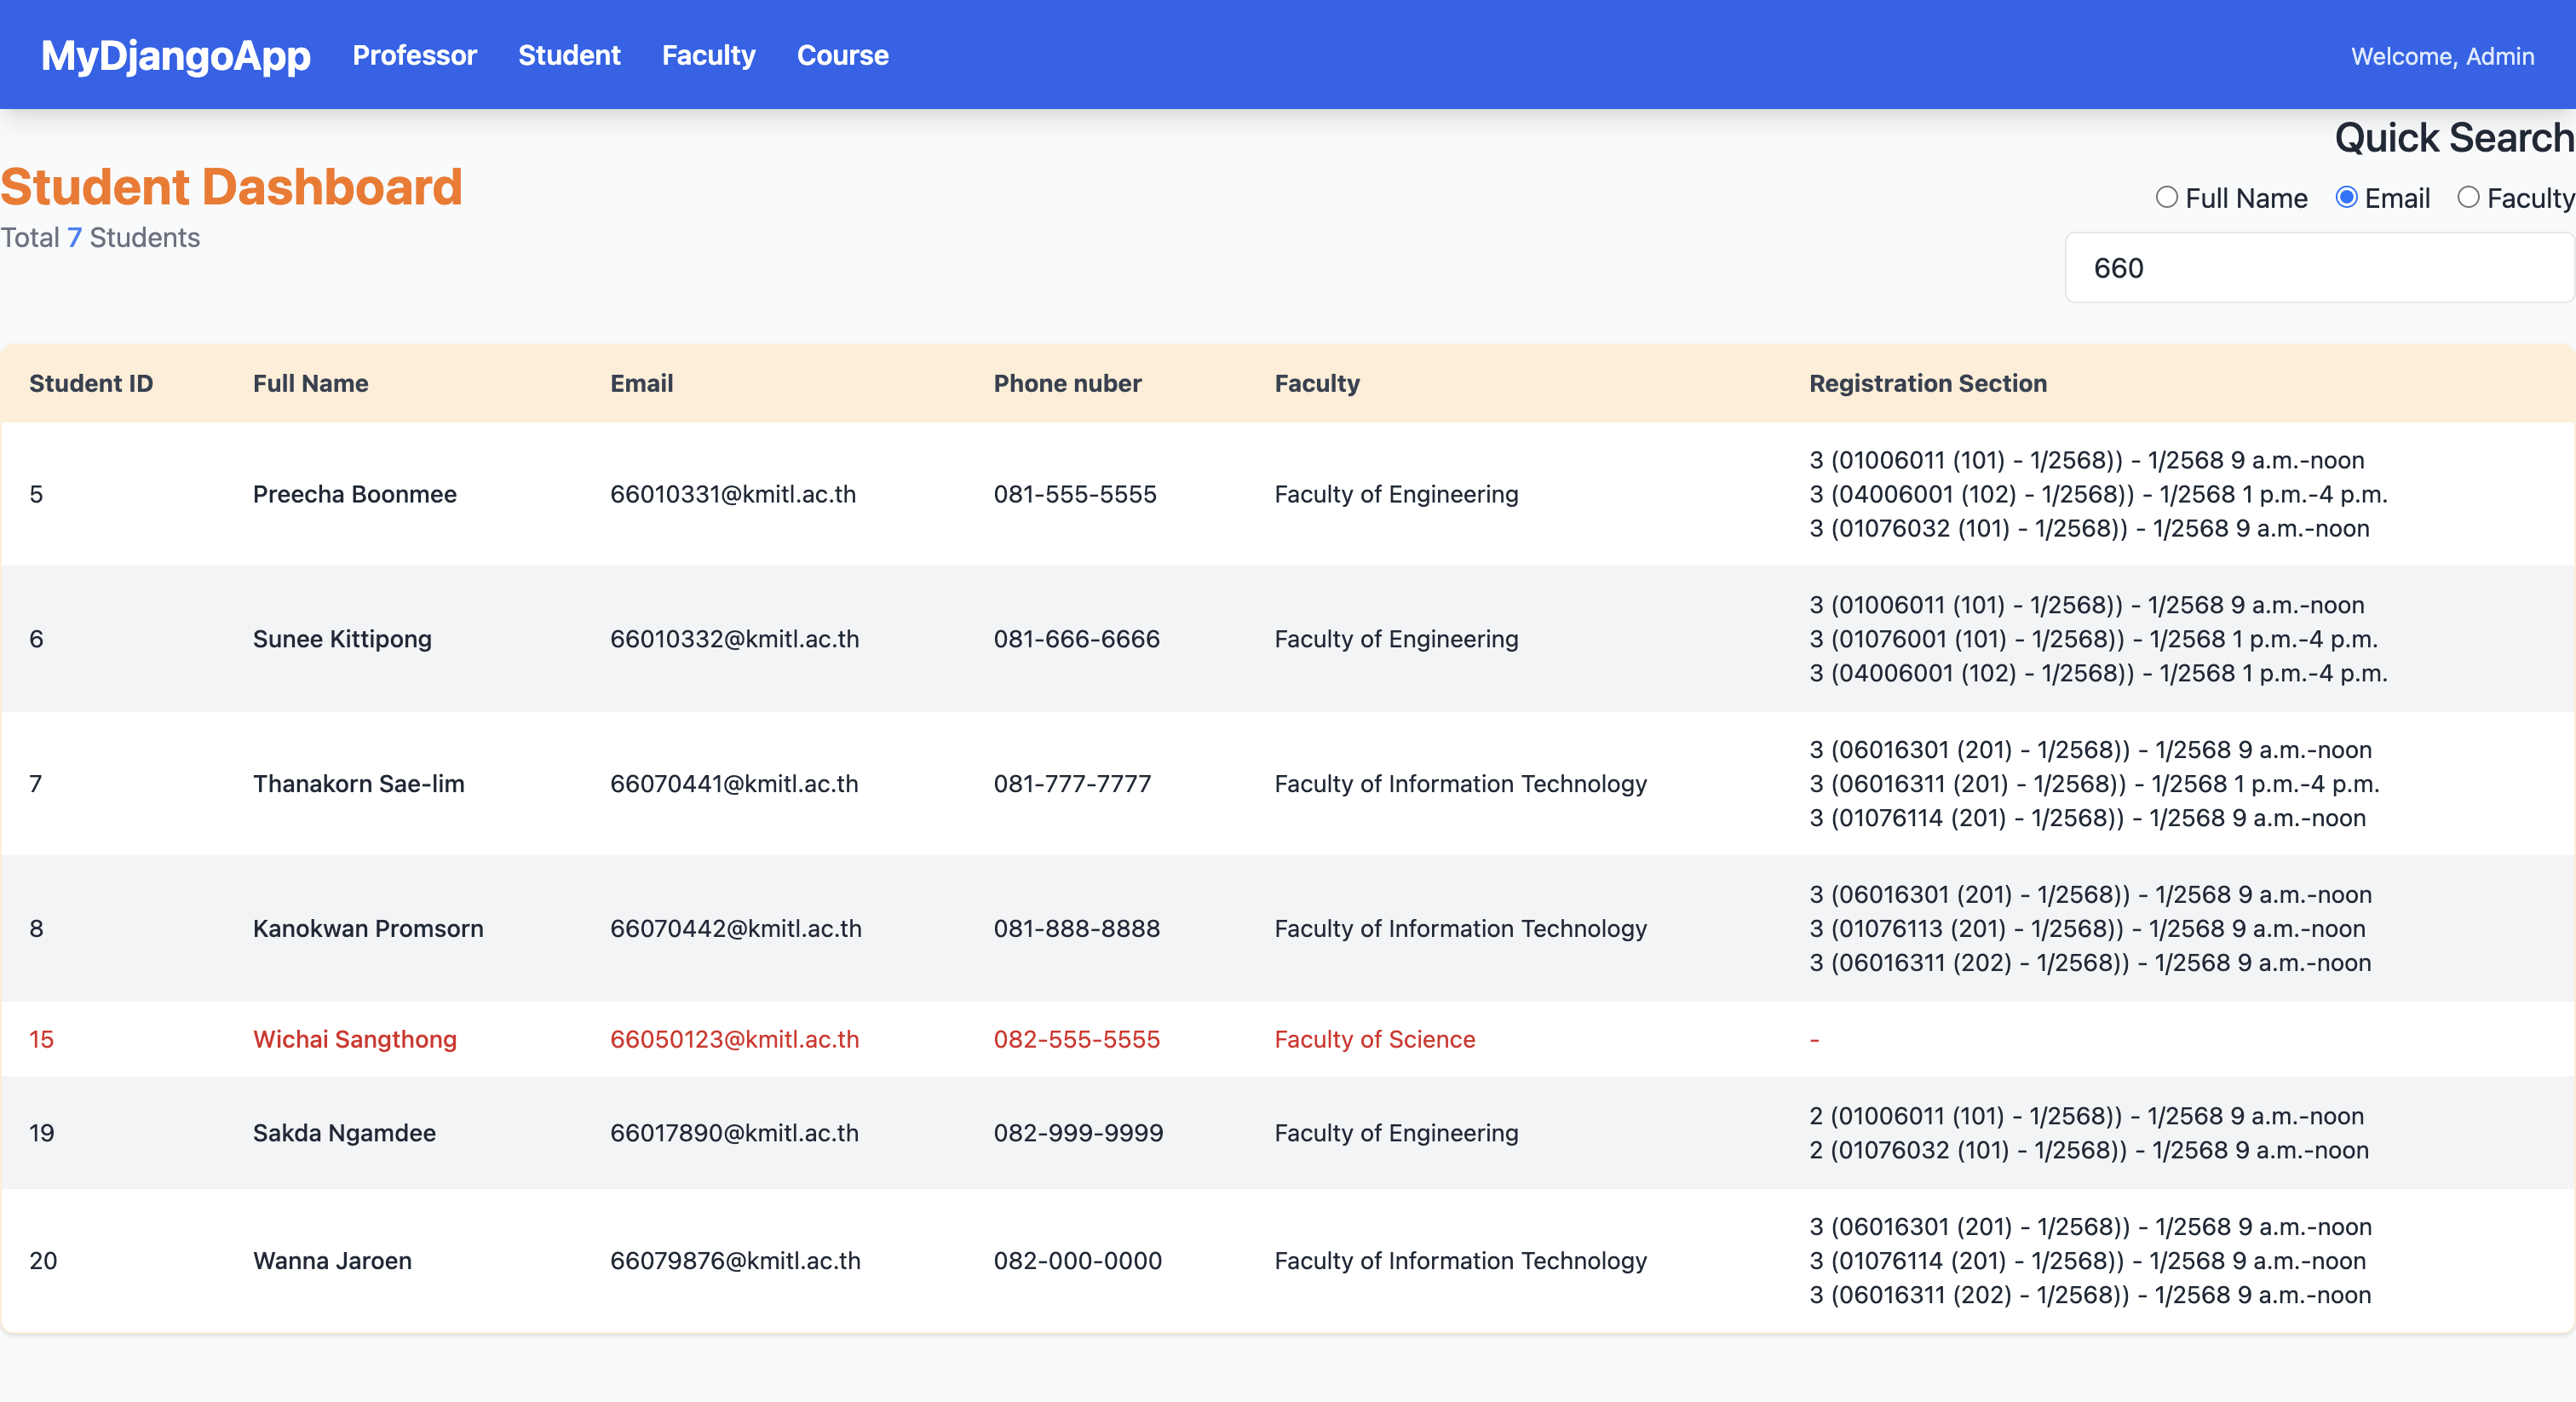 MyDjangoApp Professor Student Faculty Course Welcome, Admin
Quick Search
Student Dashboard
Total 7 Students
Full Name Email Faculty
660
Student ID Full Name Email Phone nuber Faculty Registration Section
5 Preecha Boonmee 66010331@kmitl.ac.th 081-555-5555 Faculty of Engineering
3 (01006011 (101) - 1/2568)) - 1/2568 9 a.m.-noon
3 (04006001 (102) - 1/2568)) - 1/2568 1 p.m.-4 p.m.
3 (01076032 (101) - 1/2568)) - 1/2568 9 a.m.-noon
6 Sunee Kittipong 66010332@kmitl.ac.th 081-666-6666 Faculty of Engineering
3 (01006011 (101) - 1/2568)) - 1/2568 9 a.m.-noon
3 (01076001 (101) - 1/2568)) - 1/2568 1 p.m.-4 p.m.
3 (04006001 (102) - 1/2568)) - 1/2568 1 p.m.-4 p.m.
7 Thanakorn Sae-lim 66070441@kmitl.ac.th 081-777-7777 Faculty of Information Technology
3 (06016301 (201) - 1/2568)) - 1/2568 9 a.m.-noon
3 (06016311 (201) - 1/2568)) - 1/2568 1 p.m.-4 p.m.
3 (01076114 (201) - 1/2568)) - 1/2568 9 a.m.-noon
8 Kanokwan Promsorn 66070442@kmitl.ac.th 081-888-8888 Faculty of Information Technology
3 (06016301 (201) - 1/2568)) - 1/2568 9 a.m.-noon
3 (01076113 (201) - 1/2568)) - 1/2568 9 a.m.-noon
3 (06016311 (202) - 1/2568)) - 1/2568 9 a.m.-noon
15 Wichai Sangthong 66050123@kmitl.ac.th 082-555-5555 Faculty of Science -
19 Sakda Ngamdee 66017890@kmitl.ac.th 082-999-9999 Faculty of Engineering
2 (01006011 (101) - 1/2568)) - 1/2568 9 a.m.-noon
2 (01076032 (101) - 1/2568)) - 1/2568 9 a.m.-noon
20 Wanna Jaroen 66079876@kmitl.ac.th 082-000-0000 Faculty of Information Technology
3 (06016301 (201) - 1/2568)) - 1/2568 9 a.m.-noon
3 (01076114 (201) - 1/2568)) - 1/2568 9 a.m.-noon
3 (06016311 (202) - 1/2568)) - 1/2568 9 a.m.-noon